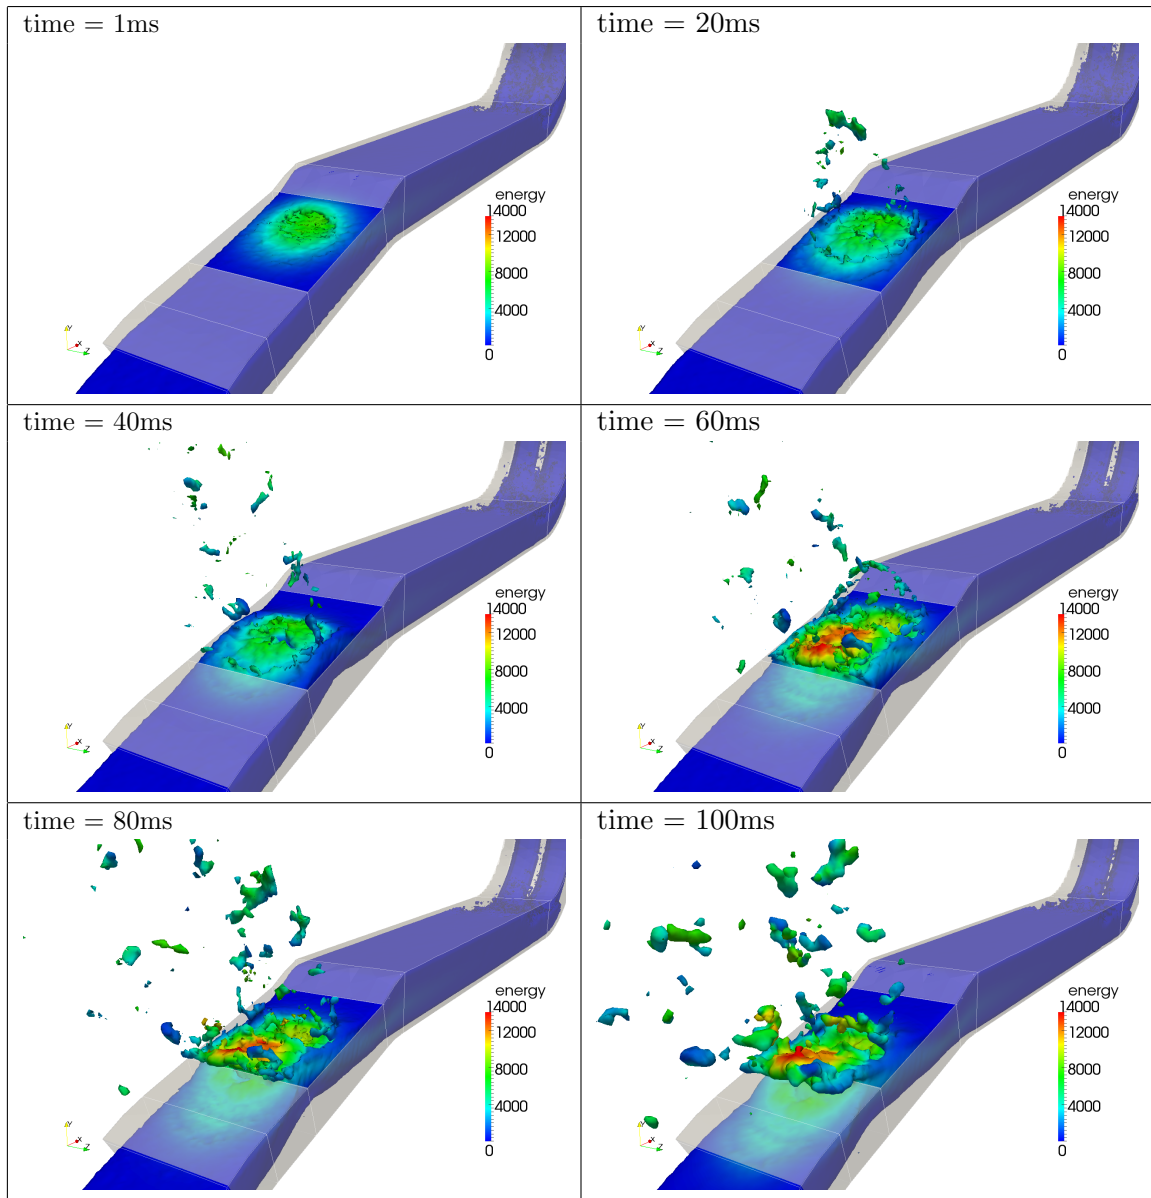 time = 1ms
energy
14000
12000
8000
4000
0
Y
X
Z
time = 20ms
energy
14000
12000
8000
4000
0
Y
X
Z
time = 40ms
energy
14000
12000
8000
4000
0
Y
X
Z
time = 60ms
energy
14000
12000
8000
4000
0
Y
X
Z
time = 80ms
energy
14000
12000
8000
4000
0
Y
X
Z
time = 100ms
energy
14000
12000
8000
4000
0
Y
X
Z